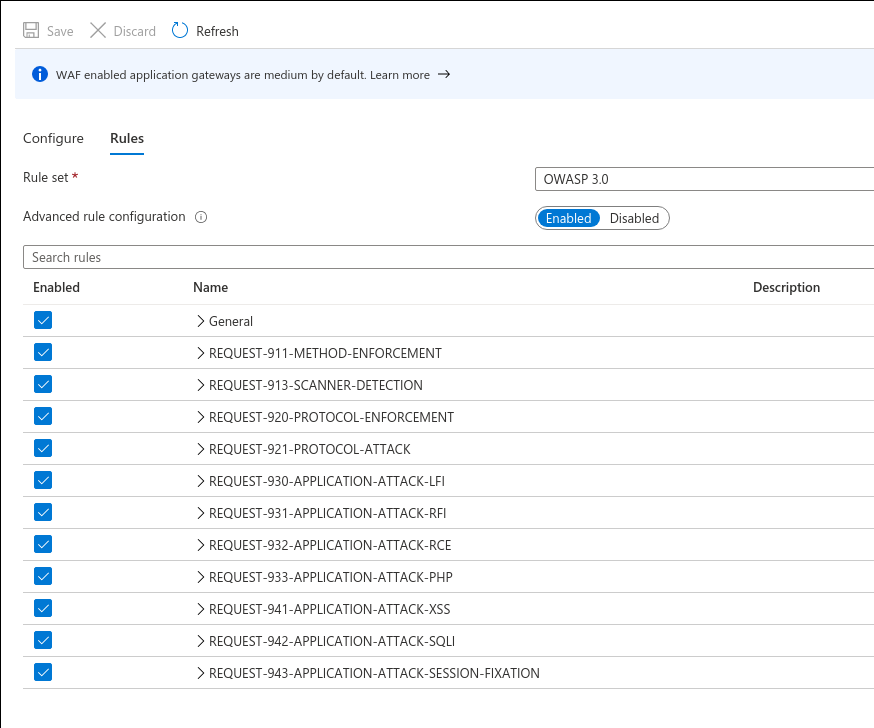 Save Discard Refresh
WAF enabled application gateways are medium by default. Learn more →
Configure Rules
Rule set * OWASP 3.0
Advanced rule configuration Enabled Disabled
Search rules
Enabled Name Description
General
REQUEST-911-METHOD-ENFORCEMENT
REQUEST-913-SCANNER-DETECTION
REQUEST-920-PROTOCOL-ENFORCEMENT
REQUEST-921-PROTOCOL-ATTACK
REQUEST-930-APPLICATION-ATTACK-LFI
REQUEST-931-APPLICATION-ATTACK-RFI
REQUEST-932-APPLICATION-ATTACK-RCE
REQUEST-933-APPLICATION-ATTACK-PHP
REQUEST-941-APPLICATION-ATTACK-XSS
REQUEST-942-APPLICATION-ATTACK-SQLI
REQUEST-943-APPLICATION-ATTACK-SESSION-FIXATION